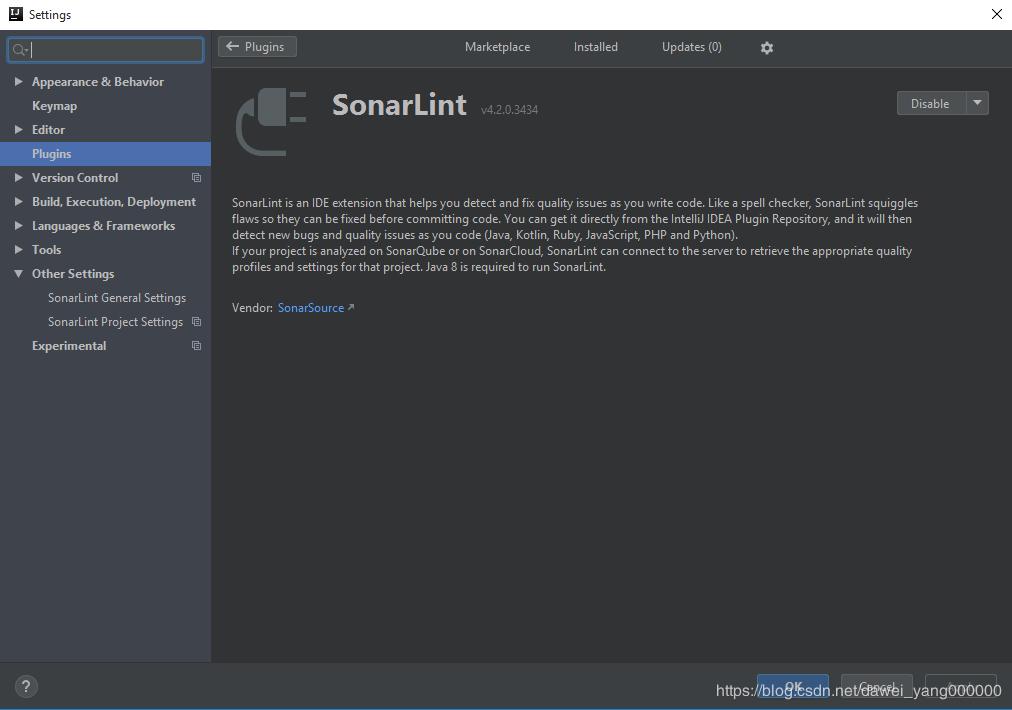 Settings
Plugins
Marketplace
Installed
Updates (0)
Appearance & Behavior
Keymap
Editor
Plugins
Version Control
Build, Execution, Deployment
Languages & Frameworks
Tools
Other Settings
SonarLint General Settings
SonarLint Project Settings
Experimental
SonarLint v4.2.0.3434
Disable
SonarLint is an IDE extension that helps you detect and fix quality issues as you write code. Like a spell checker, SonarLint squiggles
flaws so they can be fixed before committing code. You can get it directly from the IntelliJ IDEA Plugin Repository, and it will then
detect new bugs and quality issues as you code (Java, Kotlin, Ruby, JavaScript, PHP and Python).
If your project is analyzed on SonarQube or on SonarCloud, SonarLint can connect to the server to retrieve the appropriate quality
profiles and settings for that project. Java 8 is required to run SonarLint.
Vendor: SonarSource
?
OK
Cancel
https://blog.csdn.net/dawei_yang000000